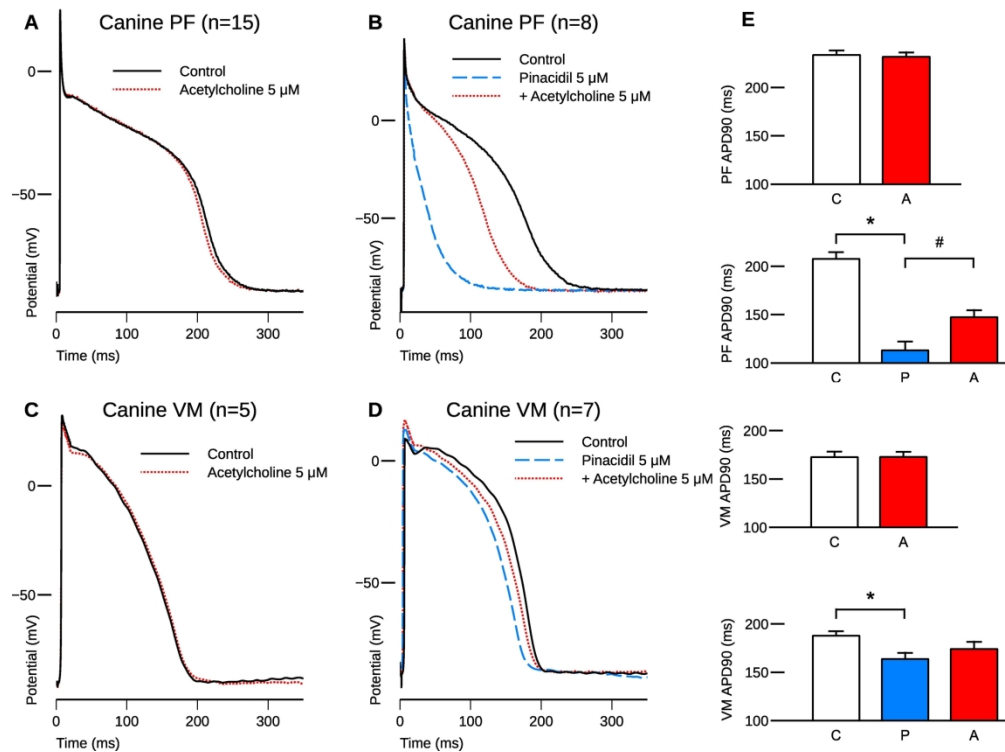 A Canine PF (n=15)
Control
Acetylcholine 5 µM
0
−50
Potential (mV)
0 100 200 300
Time (ms)
B Canine PF (n=8)
Control
Pinacidil 5 µM
+ Acetylcholine 5 µM
0
−50
Potential (mV)
0 100 200 300
Time (ms)
C Canine VM (n=5)
Control
Acetylcholine 5 µM
0
−50
Potential (mV)
0 100 200 300
Time (ms)
D Canine VM (n=7)
Control
Pinacidil 5 µM
+ Acetylcholine 5 µM
0
−50
Potential (mV)
0 100 200 300
Time (ms)
E
PF APD90 (ms)
200
150
100
C A
PF APD90 (ms)
200
150
100
* #
C P A
VM APD90 (ms)
200
150
100
C A
VM APD90 (ms)
200
150
100
*
C P A